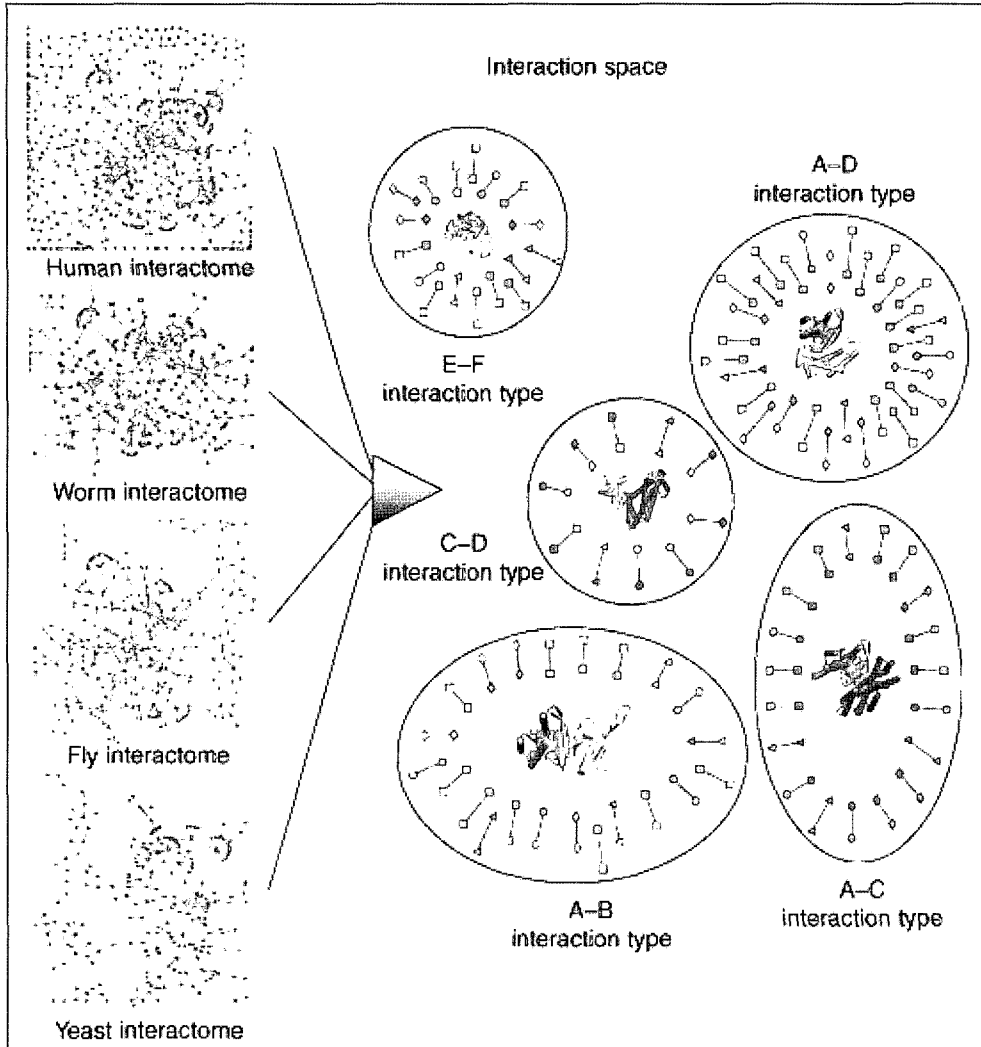 Interaction space
Human interactome
Worm interactome
Fly interactome
Yeast interactome
E–F
interaction type
A–D
interaction type
C–D
interaction type
A–B
interaction type
A–C
interaction type